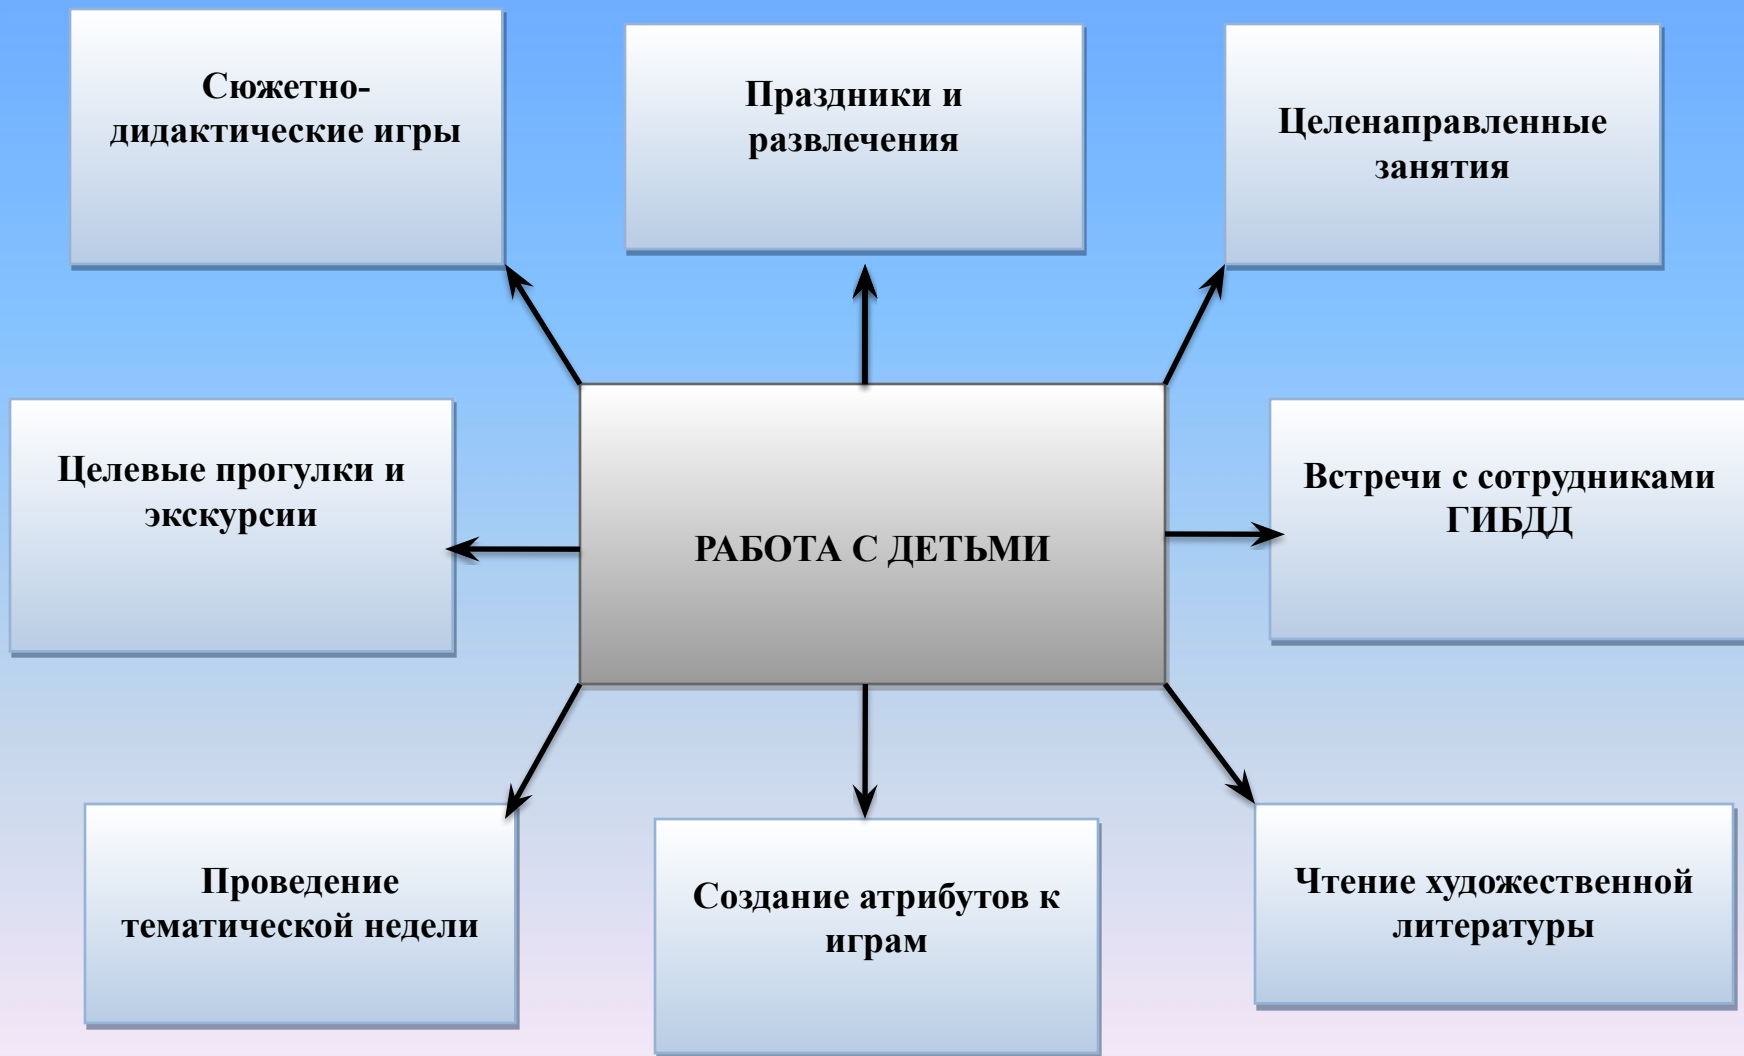 Сюжетно-
дидактические игры
Праздники и
развлечения
Целенаправленные
занятия
Целевые прогулки и
экскурсии
РАБОТА С ДЕТЬМИ
Встречи с сотрудниками
ГИБДД
Проведение
тематической недели
Создание атрибутов к
играм
Чтение художественной
литературы